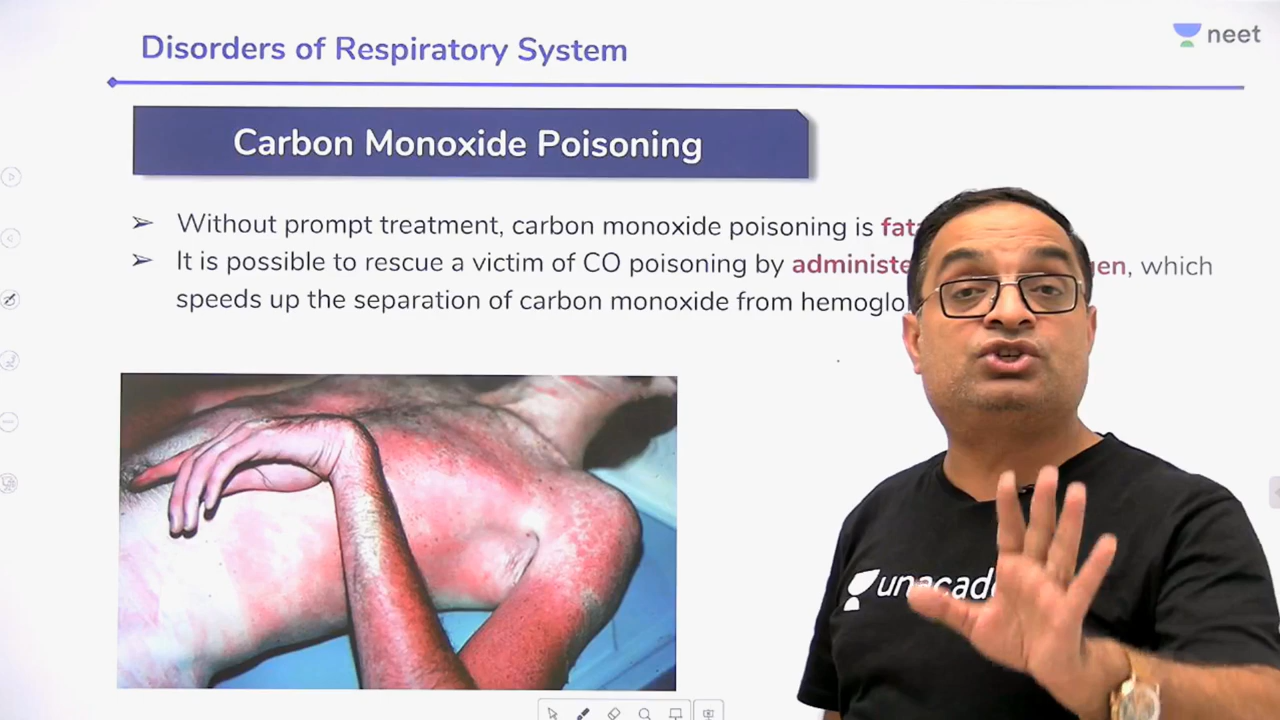 Disorders of Respiratory System
neet
Carbon Monoxide Poisoning
➢ Without prompt treatment, carbon monoxide poisoning is
➢ It is possible to rescue a victim of CO poisoning by which
speeds up the separation of carbon monoxide from